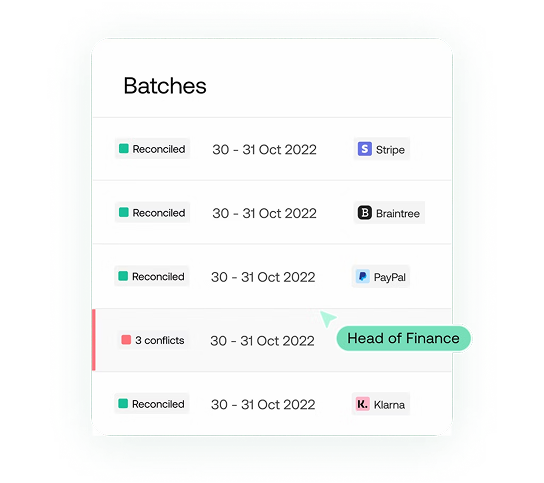 Batches
Reconciled 30 - 31 Oct 2022 S Stripe
Reconciled 30 - 31 Oct 2022 B Braintree
Reconciled 30 - 31 Oct 2022 P PayPal
3 conflicts 30 - 31 Oct 2022 Head of Finance
Reconciled 30 - 31 Oct 2022 K. Klarna